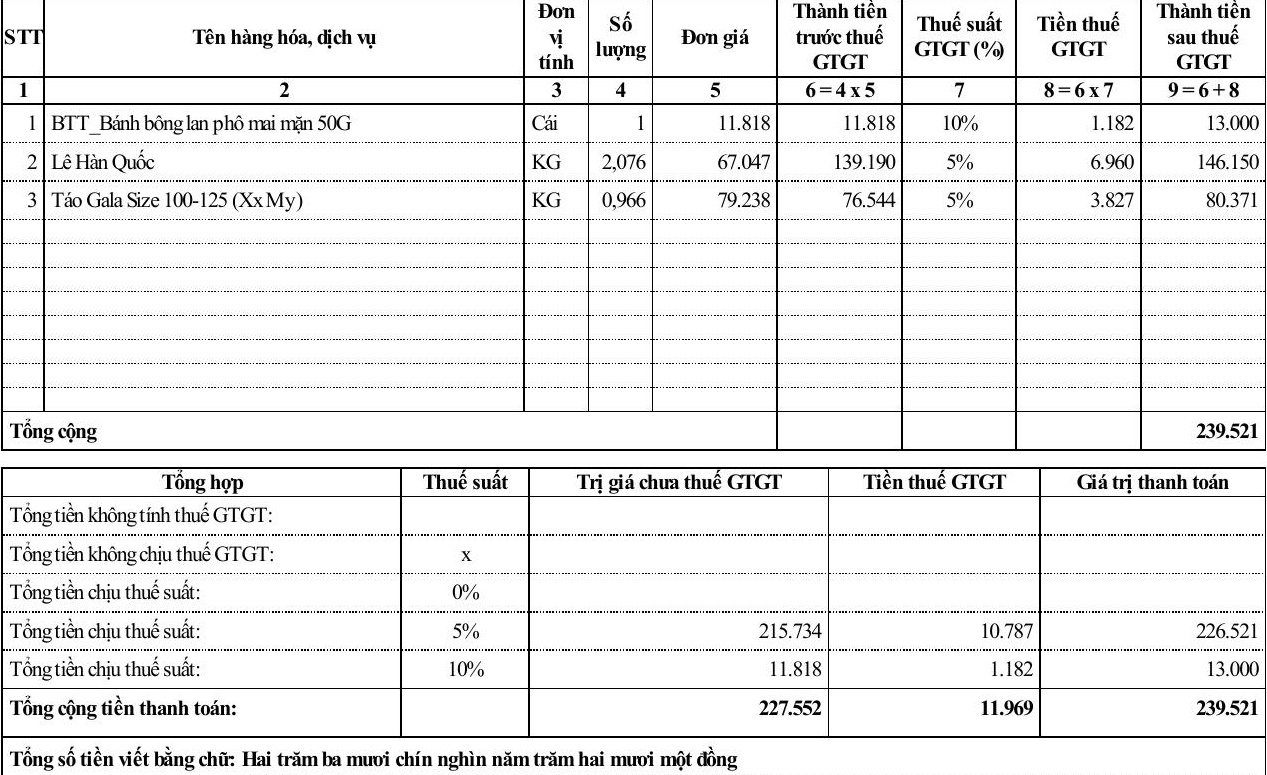 STT Tên hàng hóa, dịch vụ Đơn vị tính Số lượng Đơn giá Thành tiền trước thuế GTGT Thuế suất GTGT (%) Tiền thuế GTGT Thành tiền sau thuế GTGT
1 2 3 4 5 6 = 4 x 5 7 8 = 6 x 7 9 = 6 + 8
1 BTT_Bánh bông lan phô mai mặn 50G Cái 1 11.818 11.818 10% 1.182 13.000
2 Lê Hàn Quốc KG 2,076 67.047 139.190 5% 6.960 146.150
3 Táo Gala Size 100-125 (Xx My) KG 0,966 79.238 76.544 5% 3.827 80.371
Tổng cộng 239.521
Tổng hợp Thuế suất Trị giá chưa thuế GTGT Tiền thuế GTGT Giá trị thanh toán
Tổng tiền không tính thuế GTGT:
Tổng tiền không chịu thuế GTGT: x
Tổng tiền chịu thuế suất: 0%
Tổng tiền chịu thuế suất: 5% 215.734 10.787 226.521
Tổng tiền chịu thuế suất: 10% 11.818 1.182 13.000
Tổng cộng tiền thanh toán: 227.552 11.969 239.521
Tổng số tiền viết bằng chữ: Hai trăm ba mươi chín nghìn năm trăm hai mươi một đồng